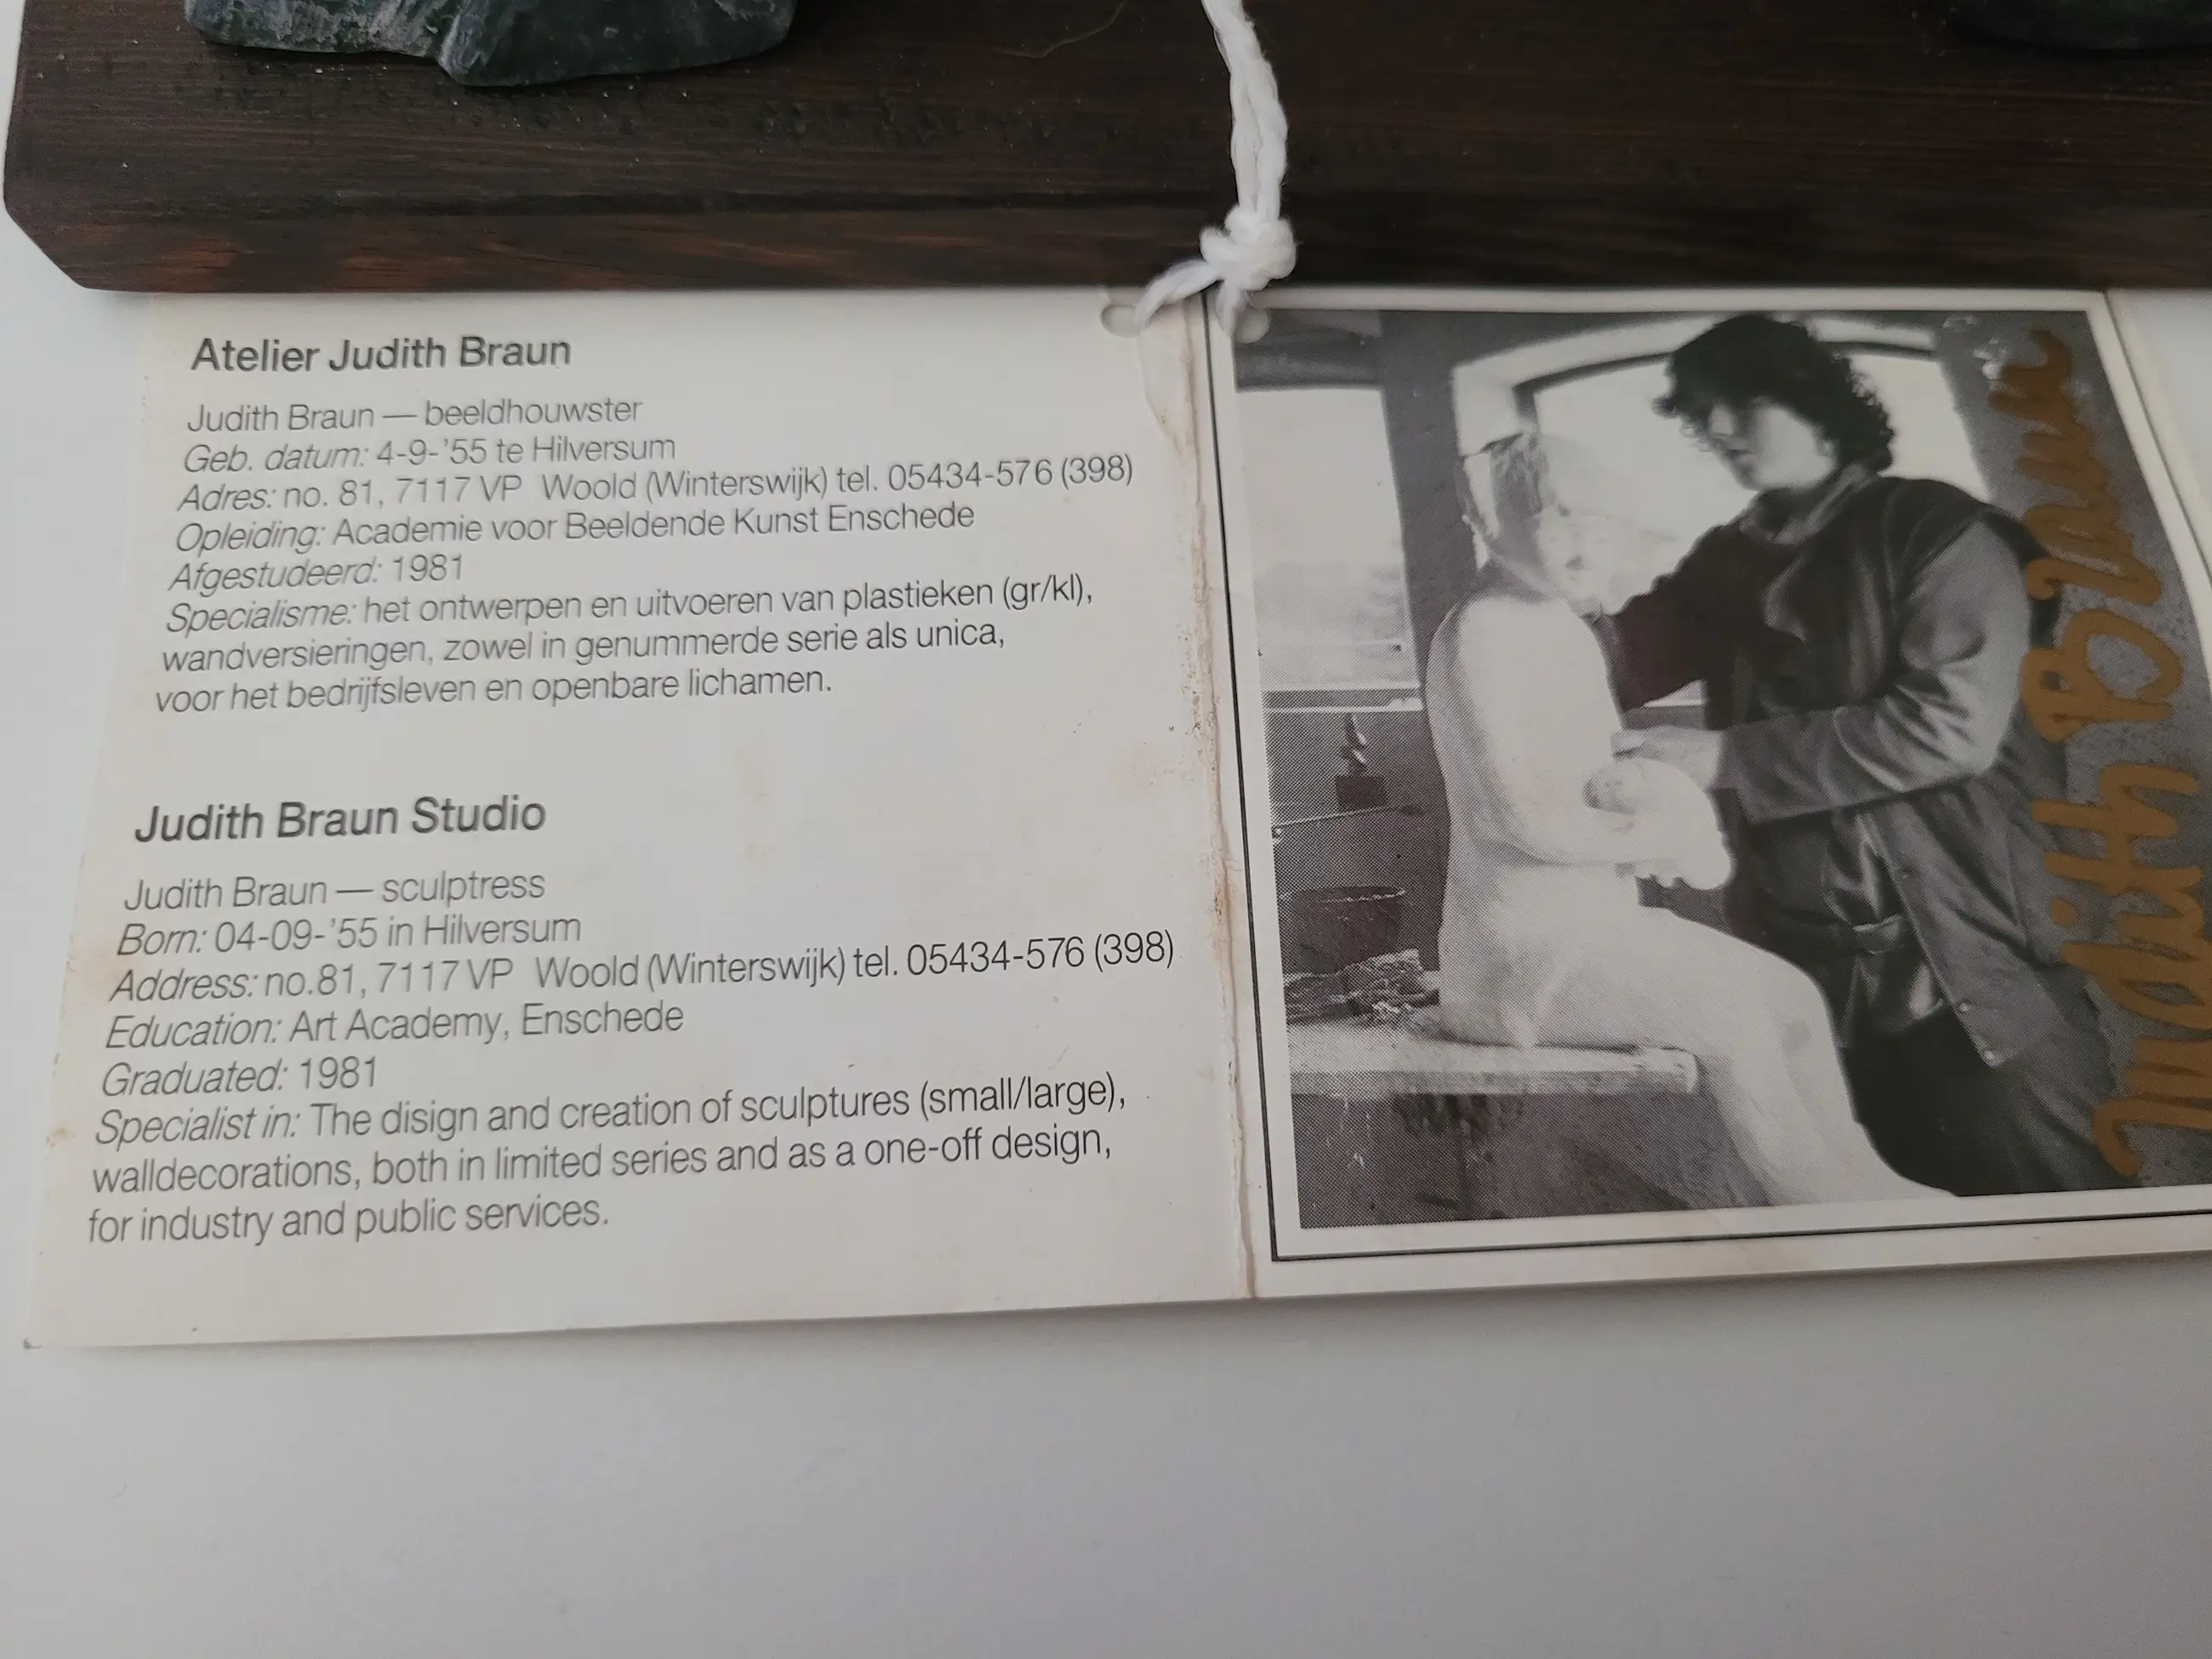 Atelier Judith Braun
Judith Braun — beeldhouwster
Geb. datum: 4-9-'55 te Hilversum
Adres: no. 81, 7117 VP Woold (Winterswijk) tel. 05434-576 (398)
Opleiding: Academie voor Beeldende Kunst Enschede
Afgestudeerd: 1981
Specialisme: het ontwerpen en uitvoeren van plastieken (gr/kl),
wandversieringen, zowel in genummerde serie als unica,
voor het bedrijfsleven en openbare lichamen.
Judith Braun Studio
Judith Braun — sculptress
Born: 04-09-'55 in Hilversum
Address: no.81, 7117 VP Woold (Winterswijk) tel. 05434-576 (398)
Education: Art Academy, Enschede
Graduated: 1981
Specialist in: The disign and creation of sculptures (small/large),
walldecorations, both in limited series and as a one-off design,
for industry and public services.
Judith Braun